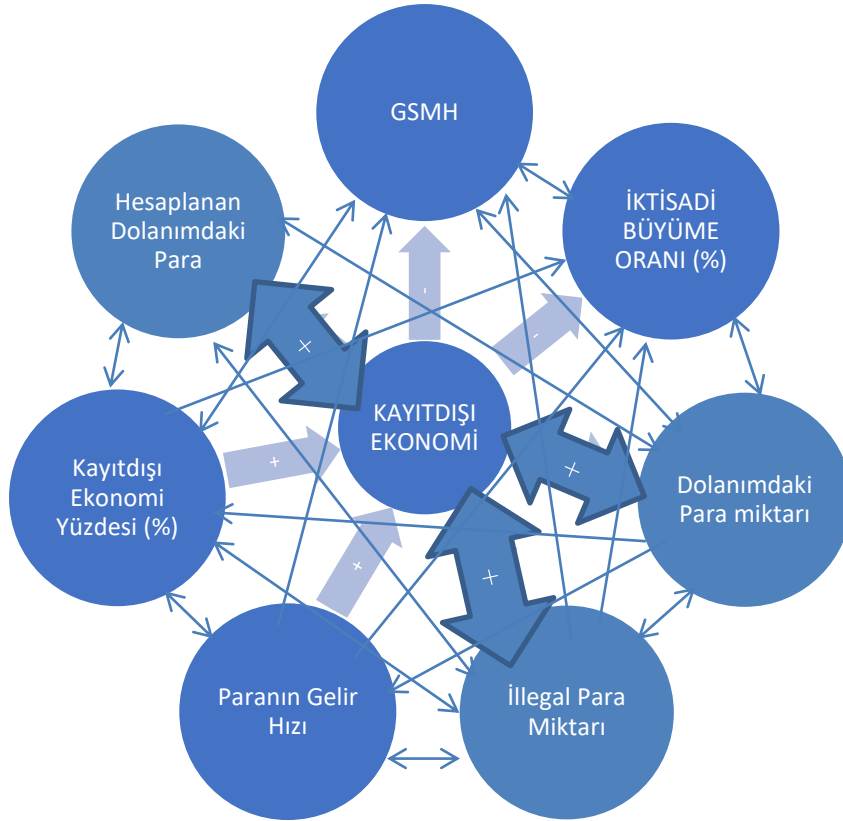 GSMH
Hesaplanan
Dolanımdaki
Para
İKTİSADİ
BÜYÜME
ORANI (%)
-
-
+
KAYITDIŞI
EKONOMİ
+
+
Kayıtdışı
Ekonomi
Yüzdesi (%)
Dolanımdaki
Para miktarı
+
+
Paranın Gelir
Hızı
İllegal Para
Miktarı